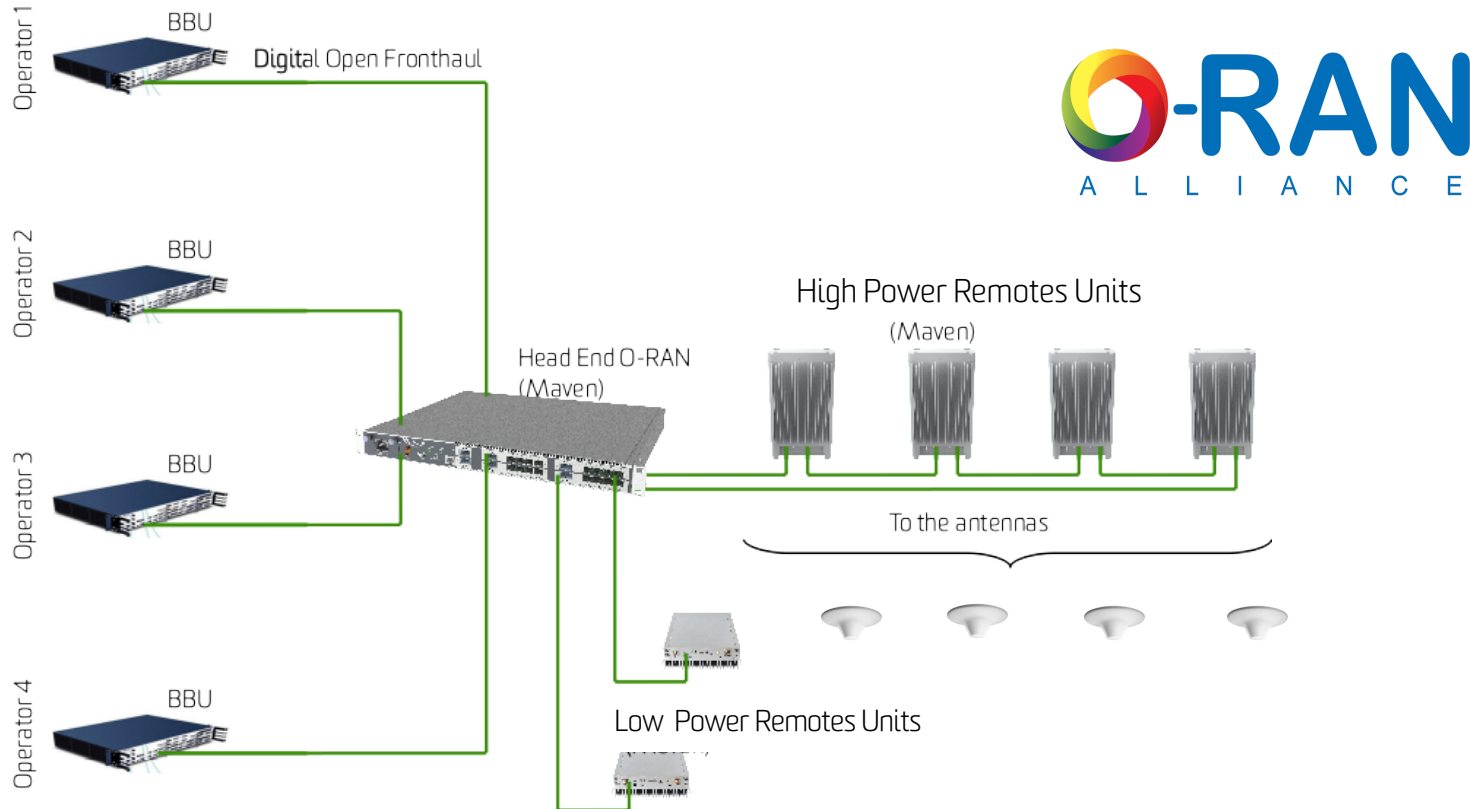 Operator 1
BBU
Digital Open Fronthaul
O-RAN
ALLIANCE
Operator 2
BBU
High Power Remotes Units
(Maven)
Head End O-RAN
(Maven)
Operator 3
BBU
To the antennas
Operator 4
BBU
Low Power Remotes Units